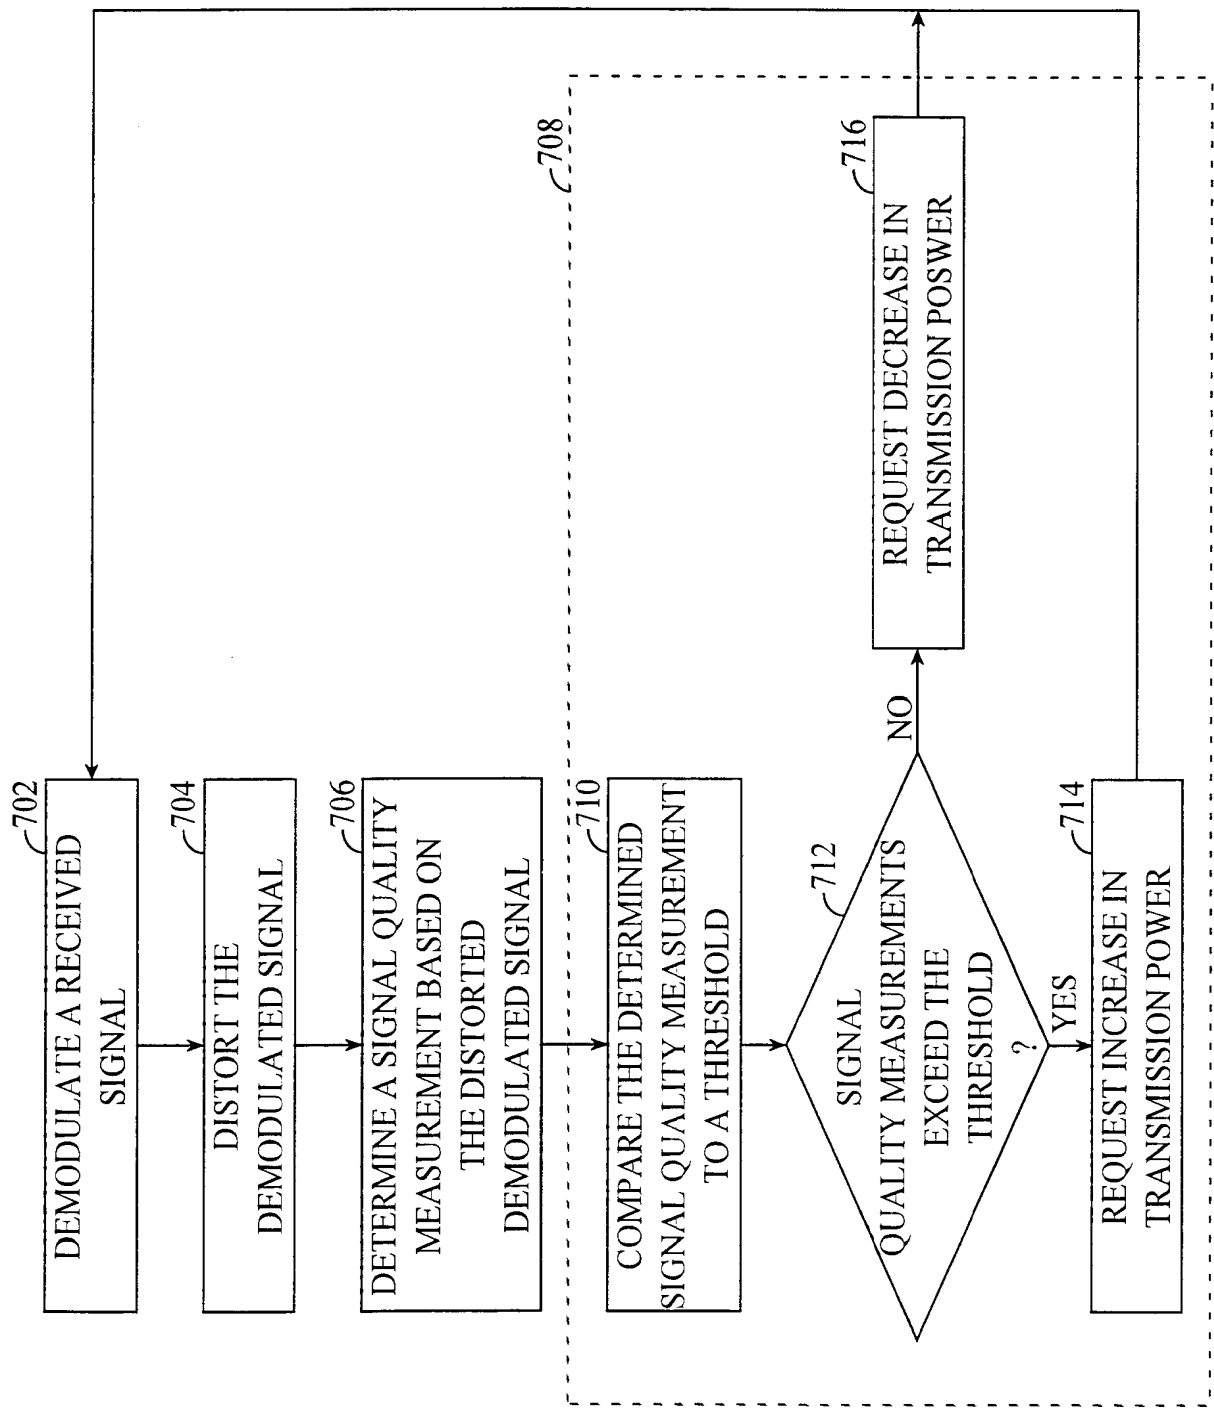 702
DEMODULATE A RECEIVED
SIGNAL
704
DISTORT THE
DEMODULATED SIGNAL
706
DETERMINE A SIGNAL QUALITY
MEASUREMENT BASED ON
THE DISTORTED
DEMODULATED SIGNAL
708
710
COMPARE THE DETERMINED
SIGNAL QUALITY MEASUREMENT
TO A THRESHOLD
712
SIGNAL
QUALITY MEASUREMENTS
EXCEED THE
THRESHOLD
?
NO
YES
716
REQUEST DECREASE IN
TRANSMISSION POSWER
714
REQUEST INCREASE IN
TRANSMISSION POWER